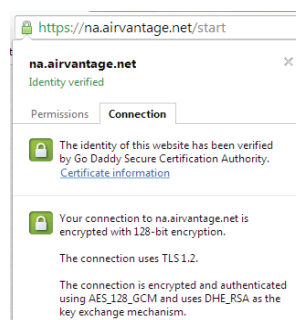 https://na.airvantage.net/start
na.airvantage.net
Identity verified
Permissions
Connection
The identity of this website has been verified
by Go Daddy Secure Certification Authority.
Certificate information
Your connection to na.airvantage.net is
encrypted with 128-bit encryption.
The connection uses TLS 1.2.
The connection is encrypted and authenticated
using AES_128_GCM and uses DHE_RSA as the
key exchange mechanism.